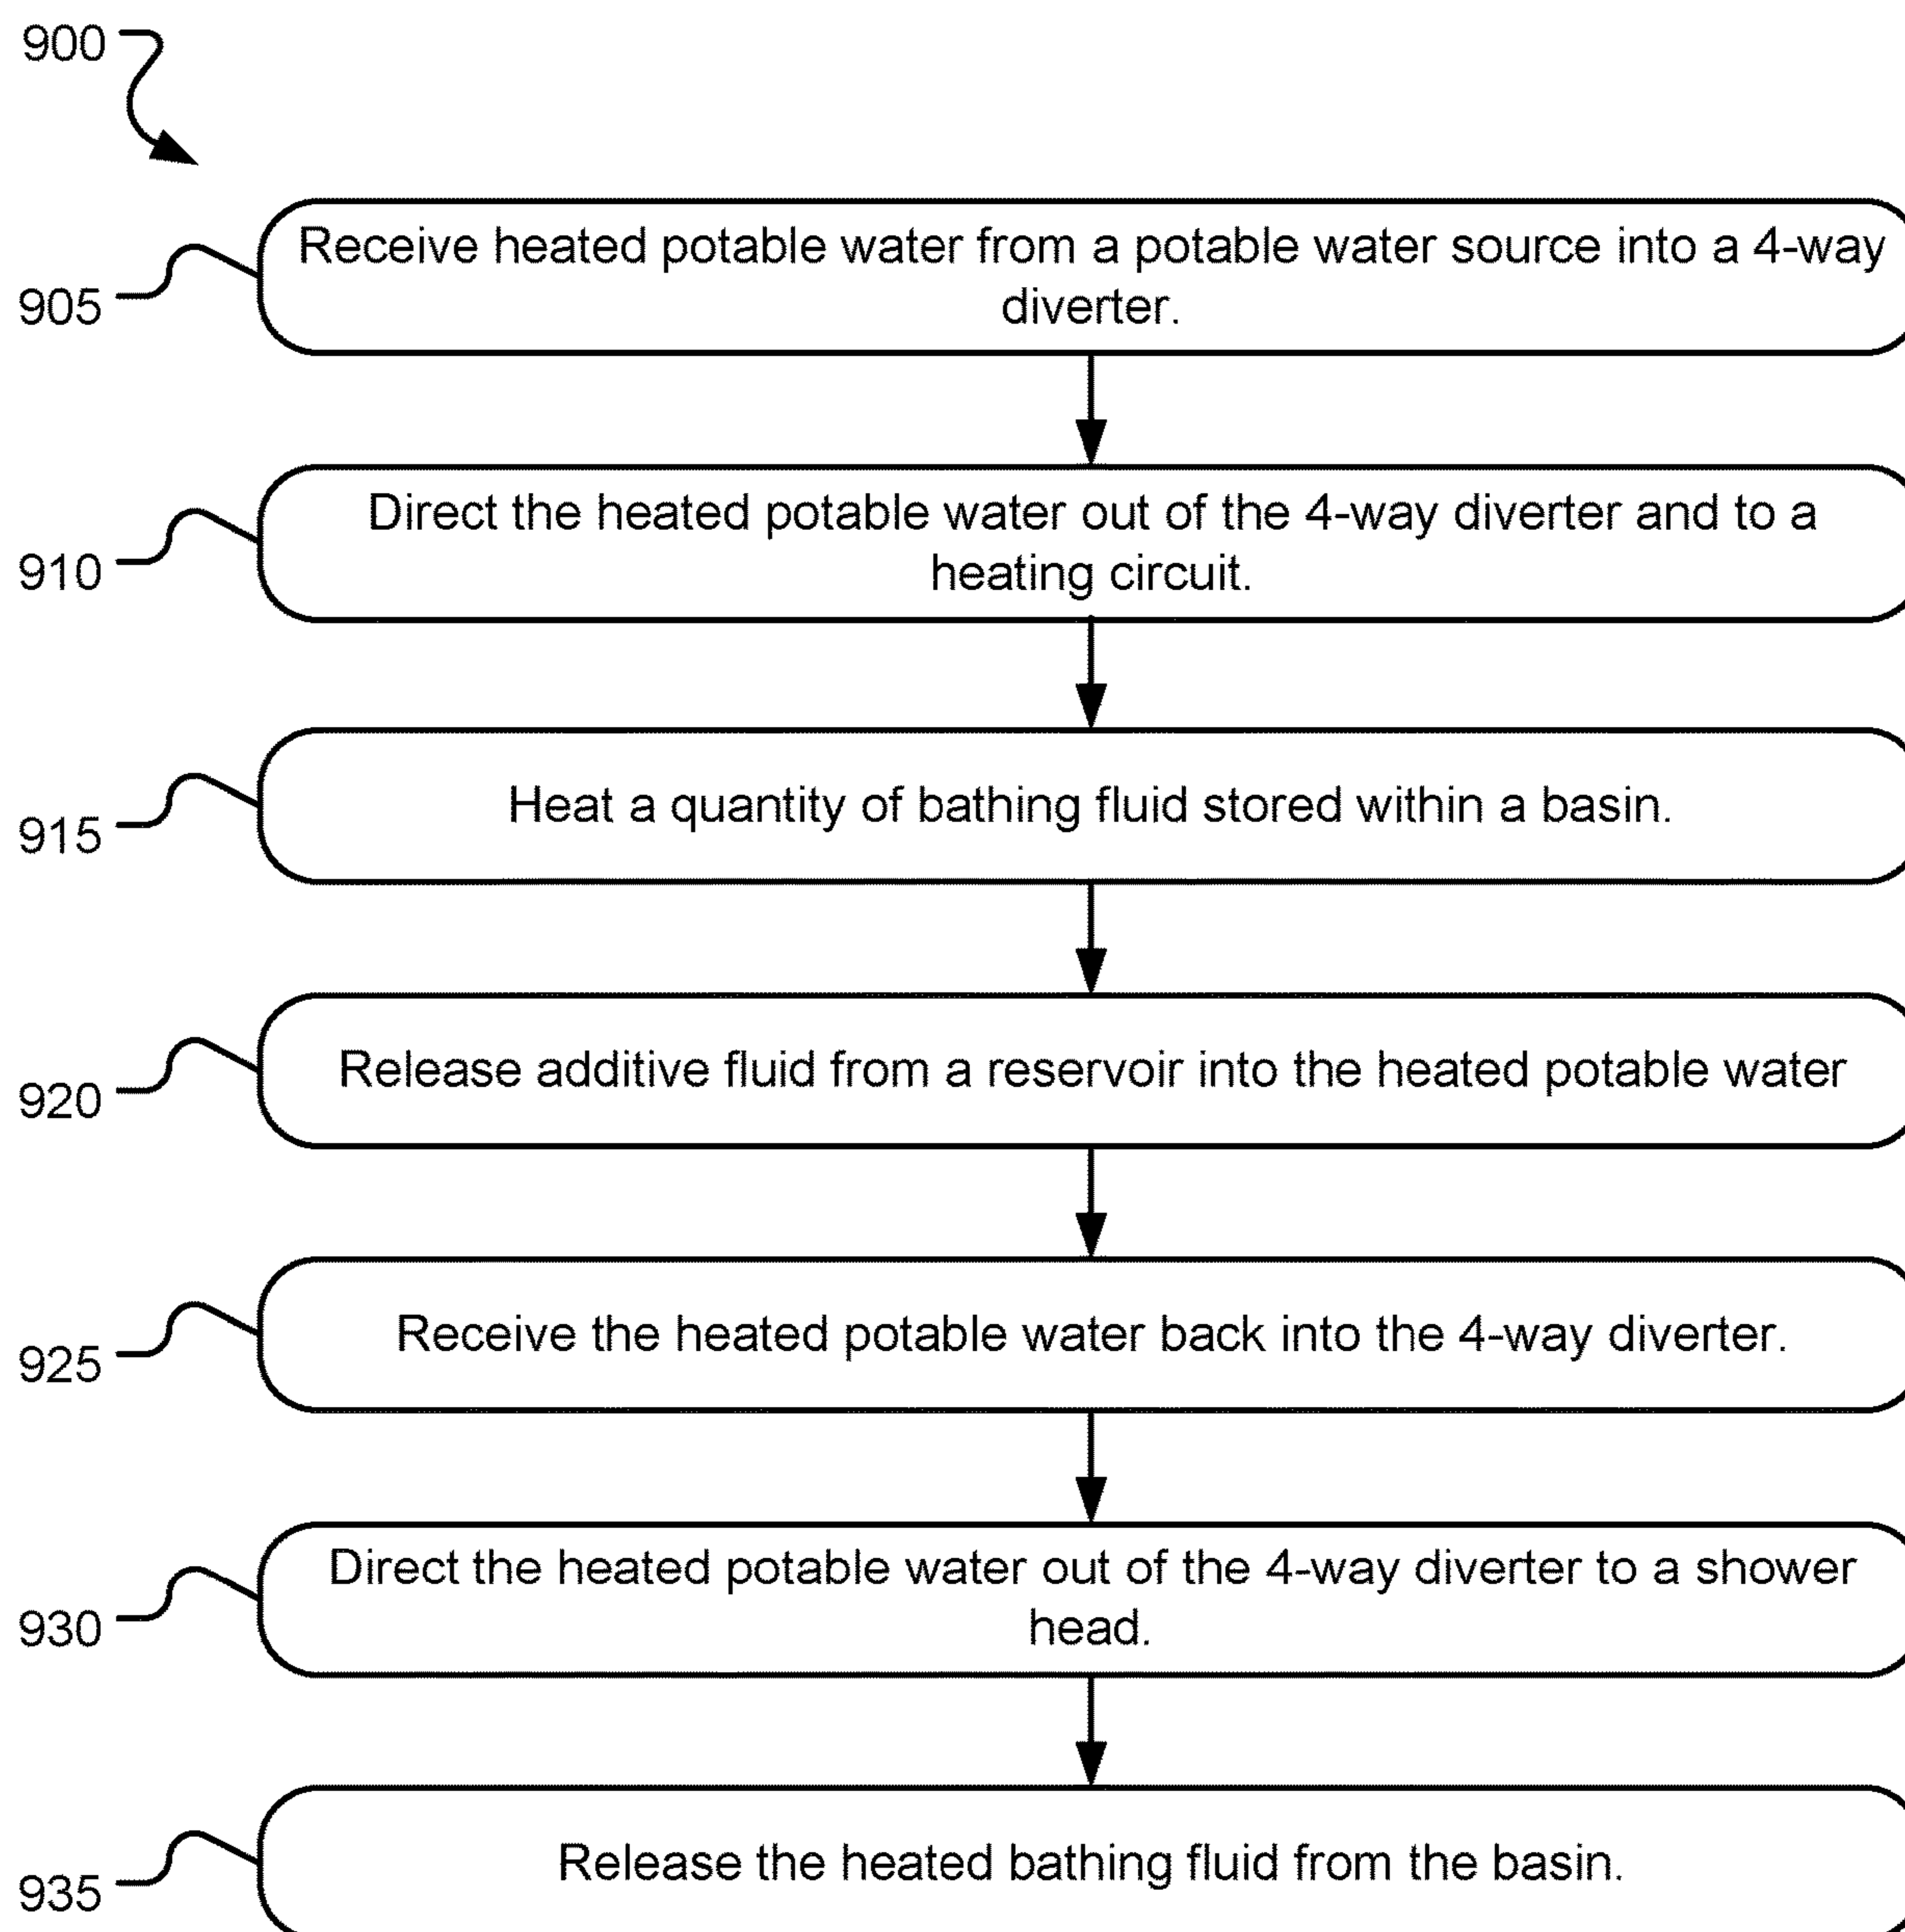 900
Receive heated potable water from a potable water source into a 4-way
diverter.
905
Direct the heated potable water out of the 4-way diverter and to a
heating circuit.
910
Heat a quantity of bathing fluid stored within a basin.
915
Release additive fluid from a reservoir into the heated potable water
920
Receive the heated potable water back into the 4-way diverter.
925
Direct the heated potable water out of the 4-way diverter to a shower
head.
930
Release the heated bathing fluid from the basin.
935